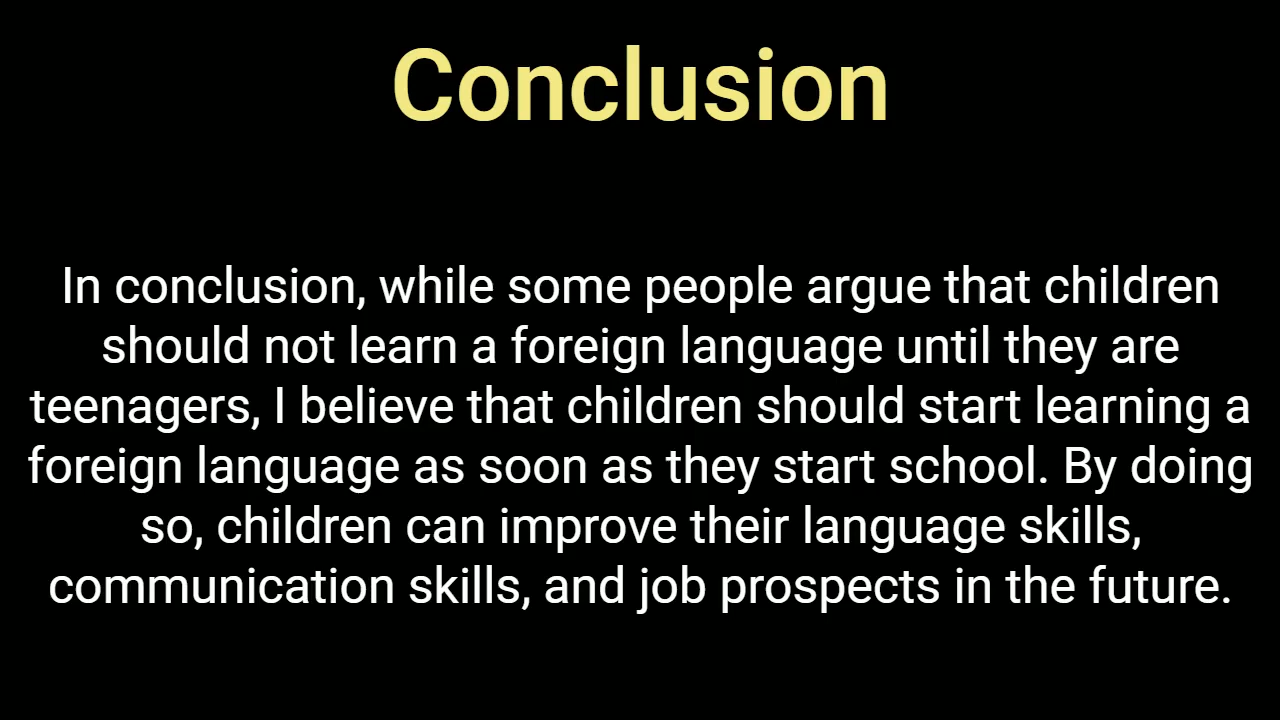 Conclusion
In conclusion, while some people argue that children
should not learn a foreign language until they are
teenagers, I believe that children should start learning a
foreign language as soon as they start school. By doing
so, children can improve their language skills,
communication skills, and job prospects in the future.